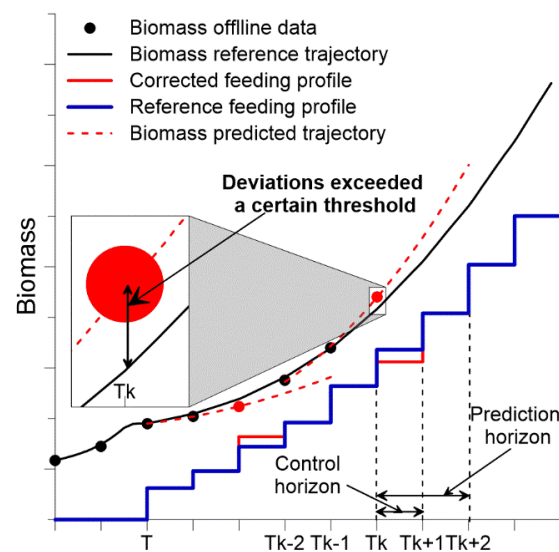 Biomass offlline data
Biomass reference trajectory
Corrected feeding profile
Reference feeding profile
Biomass predicted trajectory
Deviations exceeded
a certain threshold
Biomass
Tk
Prediction
horizon
Control
horizon
T Tk-2 Tk-1 Tk Tk+1 Tk+2